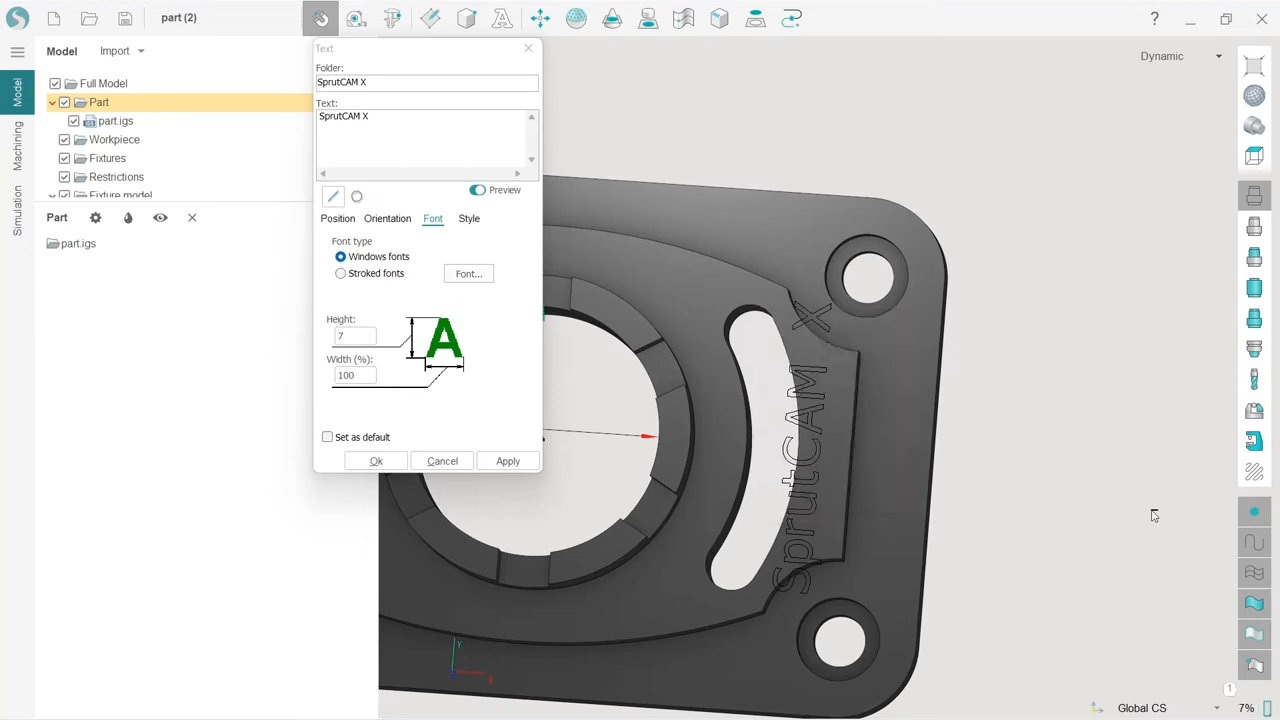 part (2)
Model
Import
Full Model
Part
part.igs
Workpiece
Fixtures
Restrictions
Fixture model
Model
Machining
Simulation
Part
part.igs
Text
Folder:
SprutCAM X
Text:
SprutCAM X
Preview
Position Orientation Font Style
Font type
Windows fonts
Stroked fonts
Font...
Height:
7
Width (%):
100
A
Set as default
Ok Cancel Apply
SprutCAM X
Dynamic
Y
X
Z
1
Global CS
7%